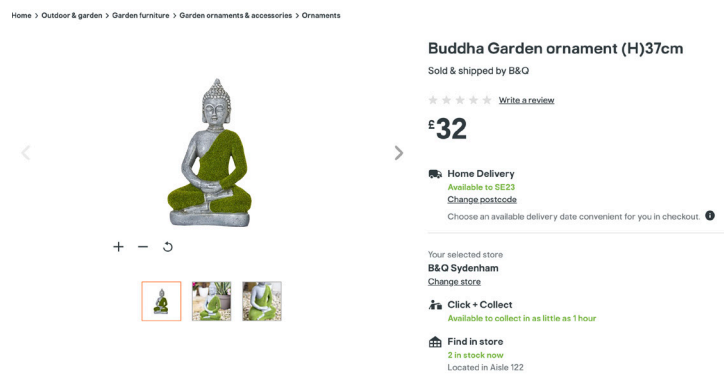 Home > Outdoor & garden > Garden furniture > Garden ornaments & accessories > Ornaments
Buddha Garden ornament (H)37cm
Sold & shipped by B&Q
Write a review
£32
Home Delivery
Available to SE23
Change postcode
Choose an available delivery date convenient for you in checkout.
Your selected store
B&Q Sydenham
Change store
Click + Collect
Available to collect in as little as 1 hour
Find in store
2 in stock now
Located in Aisle 122